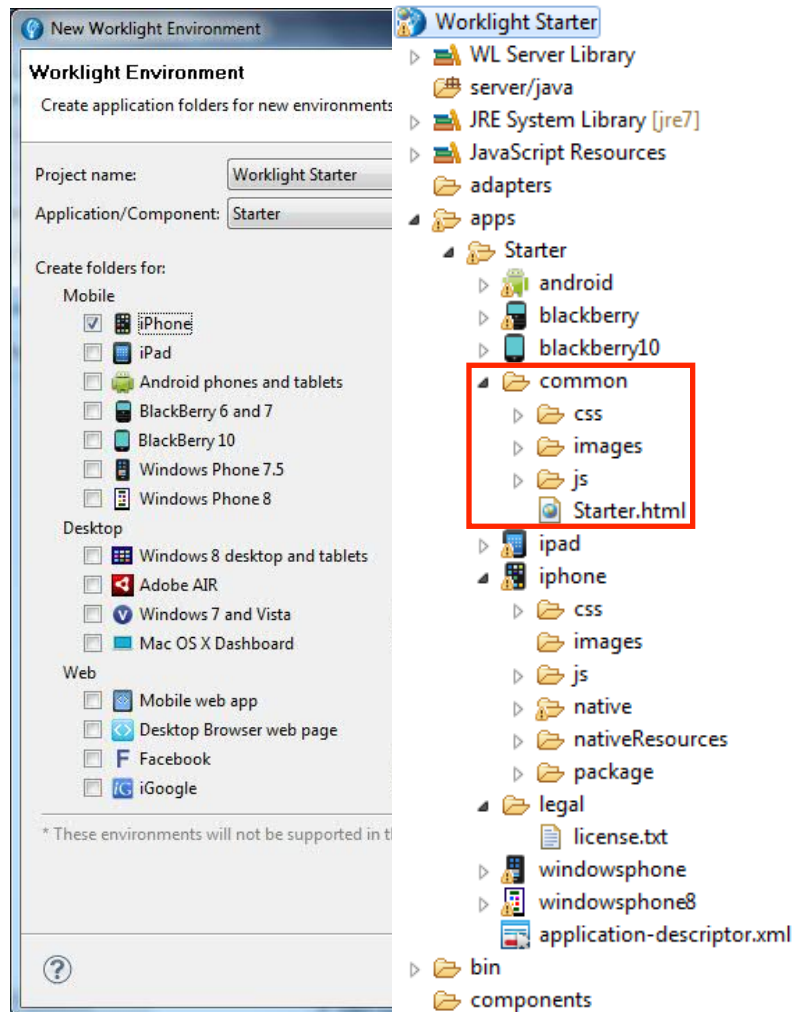 New Worklight Environment
Worklight Environment
Create application folders for new environments
Project name:
Worklight Starter
Application/Component:
Starter
Create folders for:
Mobile
iPhone
iPad
Android phones and tablets
BlackBerry 6 and 7
BlackBerry 10
Windows Phone 7.5
Windows Phone 8
Desktop
Windows 8 desktop and tablets
Adobe AIR
Windows 7 and Vista
Mac OS X Dashboard
Web
Mobile web app
Desktop Browser web page
Facebook
iGoogle
* These environments will not be supported in
?
Worklight Starter
WL Server Library
server/java
JRE System Library [jre7]
JavaScript Resources
adapters
apps
Starter
android
blackberry
blackberry10
common
css
images
js
Starter.html
ipad
iphone
css
images
js
native
nativeResources
package
legal
license.txt
windowsphone
windowsphone8
application-descriptor.xml
bin
components